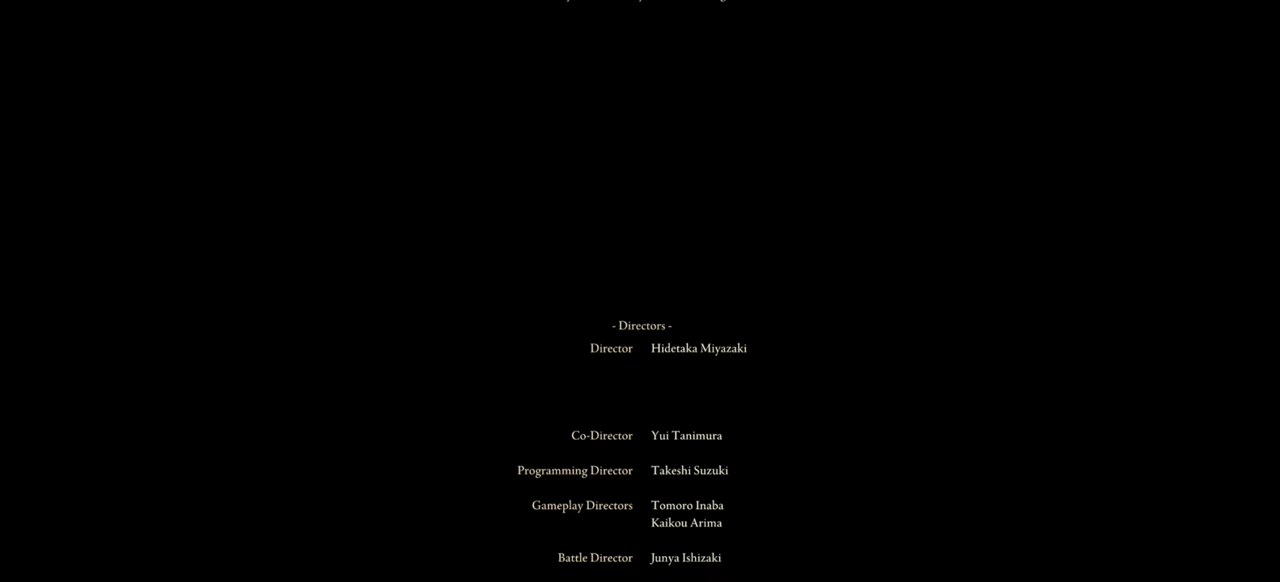 - Directors -
Director Hidetaka Miyazaki
Co-Director Yui Tanimura
Programming Director Takeshi Suzuki
Gameplay Directors Tomoro Inaba
Kaikou Arima
Battle Director Junya Ishizaki